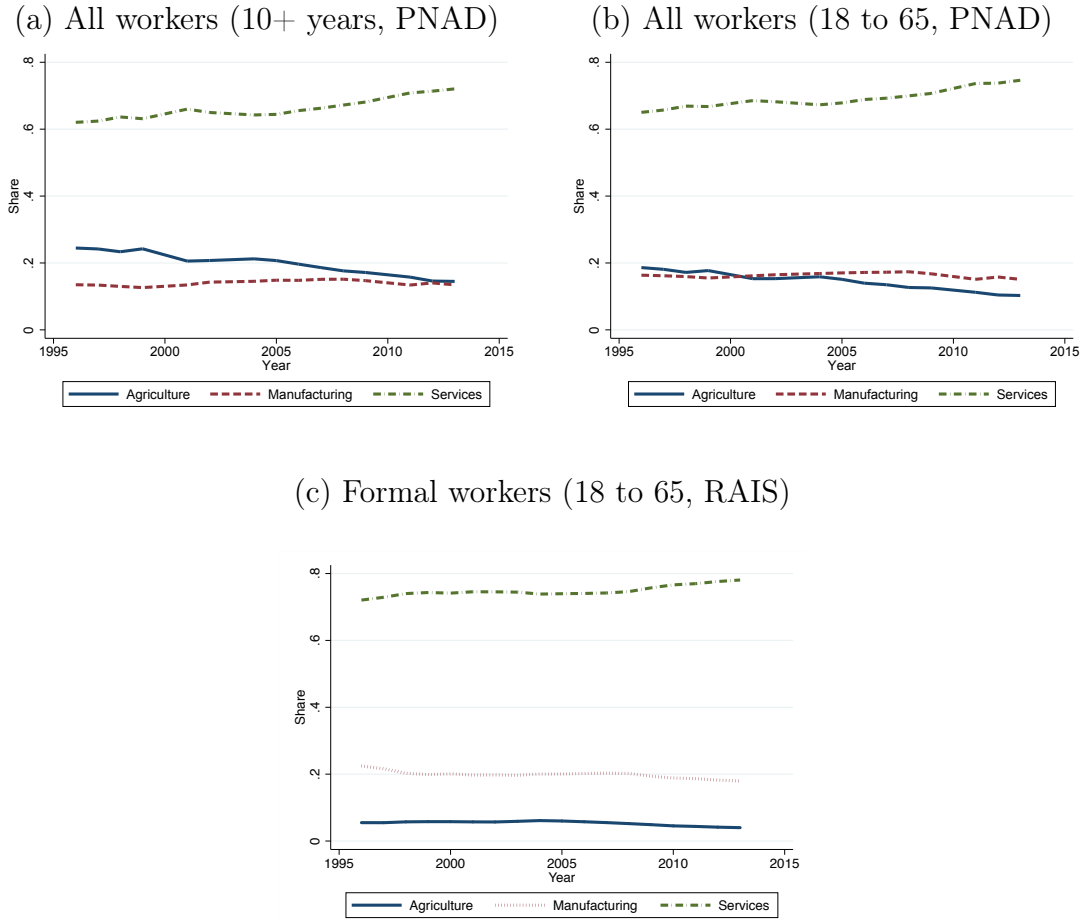 (a) All workers (10+ years, PNAD)
.8
.6
.4
.2
0
Share
1995 2000 2005 2010 2015
Year
Agriculture Manufacturing Services
(b) All workers (18 to 65, PNAD)
.8
.6
.4
.2
0
Share
1995 2000 2005 2010 2015
Year
Agriculture Manufacturing Services
(c) Formal workers (18 to 65, RAIS)
.8
.6
.4
.2
0
Share
1995 2000 2005 2010 2015
Year
Agriculture Manufacturing Services